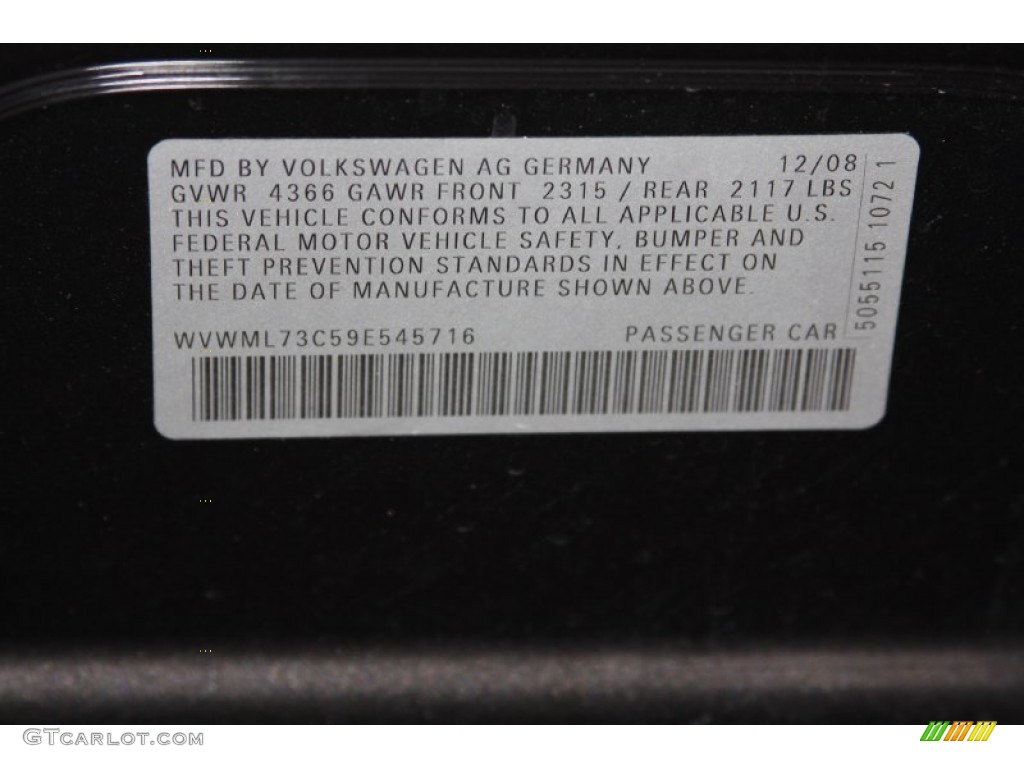 MFD BY VOLKSWAGEN AG GERMANY 12/08
GVWR 4366 GAWR FRONT 2315 / REAR 2117 LBS
THIS VEHICLE CONFORMS TO ALL APPLICABLE U.S.
FEDERAL MOTOR VEHICLE SAFETY, BUMPER AND
THEFT PREVENTION STANDARDS IN EFFECT ON
THE DATE OF MANUFACTURE SHOWN ABOVE.
WVWML73C59E545716 PASSENGER CAR
5055115 1072 1
GTCARLOT.COM